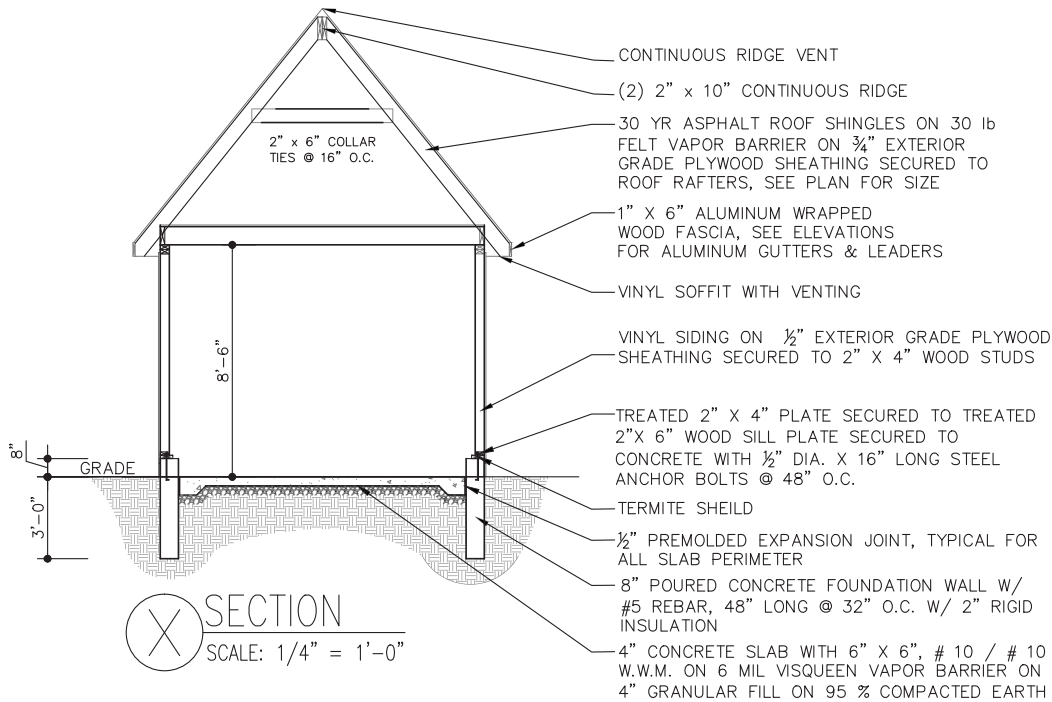 CONTINUOUS RIDGE VENT
(2) 2” x 10” CONTINUOUS RIDGE
30 YR ASPHALT ROOF SHINGLES ON 30 lb
FELT VAPOR BARRIER ON ¾” EXTERIOR
GRADE PLYWOOD SHEATHING SECURED TO
ROOF RAFTERS, SEE PLAN FOR SIZE
2” x 6” COLLAR
TIES @ 16” O.C.
1” X 6” ALUMINUM WRAPPED
WOOD FASCIA, SEE ELEVATIONS
FOR ALUMINUM GUTTERS & LEADERS
VINYL SOFFIT WITH VENTING
VINYL SIDING ON ½” EXTERIOR GRADE PLYWOOD
SHEATHING SECURED TO 2” X 4” WOOD STUDS
8’-6”
TREATED 2” X 4” PLATE SECURED TO TREATED
2”X 6” WOOD SILL PLATE SECURED TO
CONCRETE WITH ½” DIA. X 16” LONG STEEL
ANCHOR BOLTS @ 48” O.C.
8”
GRADE
3’-0”
TERMITE SHEILD
½” PREMOLDED EXPANSION JOINT, TYPICAL FOR
ALL SLAB PERIMETER
8” POURED CONCRETE FOUNDATION WALL W/
#5 REBAR, 48” LONG @ 32” O.C. W/ 2” RIGID
INSULATION
4” CONCRETE SLAB WITH 6” X 6”, # 10 / # 10
W.W.M. ON 6 MIL VISQUEEN VAPOR BARRIER ON
4” GRANULAR FILL ON 95 % COMPACTED EARTH
X
SECTION
SCALE: 1/4” = 1’-0”